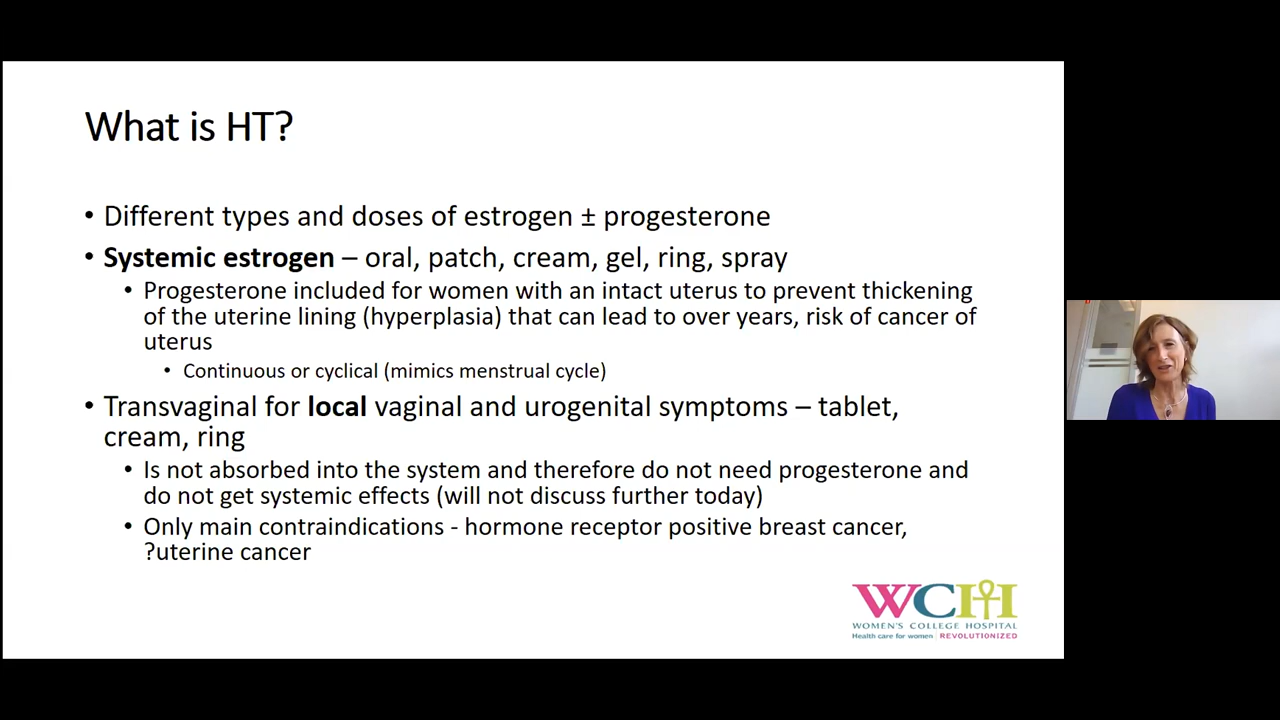 What is HT?
• Different types and doses of estrogen ± progesterone
• Systemic estrogen – oral, patch, cream, gel, ring, spray
• Progesterone included for women with an intact uterus to prevent thickening
of the uterine lining (hyperplasia) that can lead to over years, risk of cancer of
uterus
• Continuous or cyclical (mimics menstrual cycle)
• Transvaginal for local vaginal and urogenital symptoms – tablet,
cream, ring
• Is not absorbed into the system and therefore do not need progesterone and
do not get systemic effects (will not discuss further today)
• Only main contraindications - hormone receptor positive breast cancer,
?uterine cancer
WCH
WOMEN'S COLLEGE HOSPITAL
Health care for women | REVOLUTIONIZED